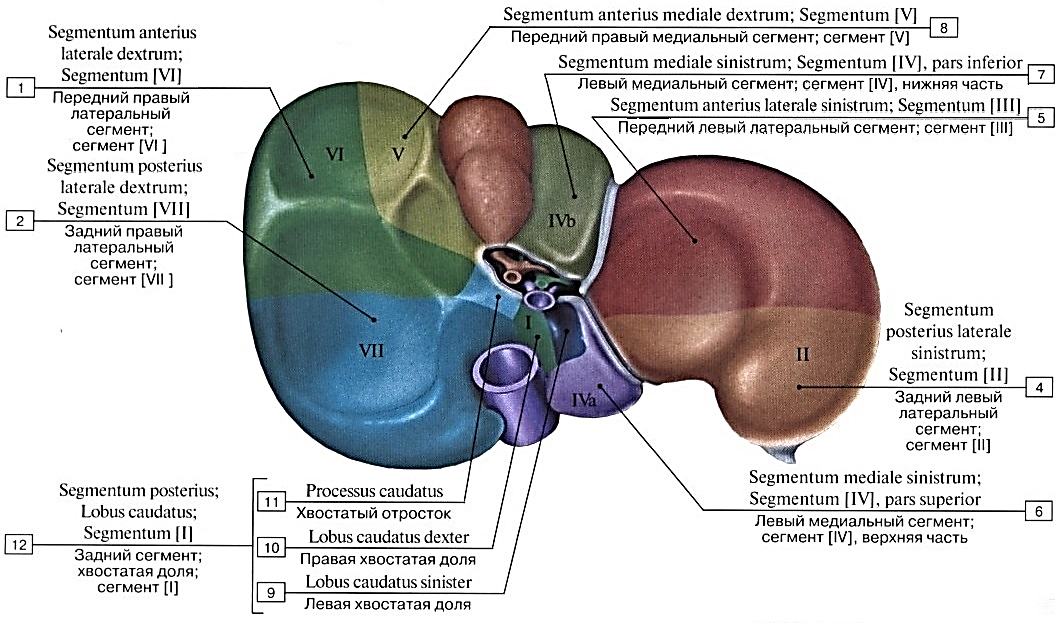 Segmentum anterius
laterale dextrum;
Segmentum [VI]
1
Передний правый
латеральный
сегмент;
сегмент [VI ]
Segmentum posterius
laterale dextrum;
Segmentum [VII]
2
Задний правый
латеральный
сегмент;
сегмент [VII ]
Segmentum anterius mediale dextrum; Segmentum [V]
8
Передний правый медиальный сегмент; сегмент [V]
Segmentum mediale sinistrum; Segmentum [IV], pars inferior
7
Левый медиальный сегмент; сегмент [IV], нижняя часть
Segmentum anterius laterale sinistrum; Segmentum [III]
5
Передний левый латеральный сегмент; сегмент [III]
VI
V
IVb
I
VII
II
IVa
Segmentum
posterius laterale
sinistrum;
Segmentum [II]
4
Задний левый
латеральный
сегмент;
сегмент [II]
Segmentum mediale sinistrum;
Segmentum [IV], pars superior
6
Левый медиальный сегмент;
сегмент [IV], верхняя часть
Segmentum posterius;
Lobus caudatus;
Segmentum [I]
12
Задний сегмент;
хвостатая доля;
сегмент [I]
11
Processus caudatus
Хвостатый отросток
10
Lobus caudatus dexter
Правая хвостатая доля
9
Lobus caudatus sinister
Левая хвостатая доля